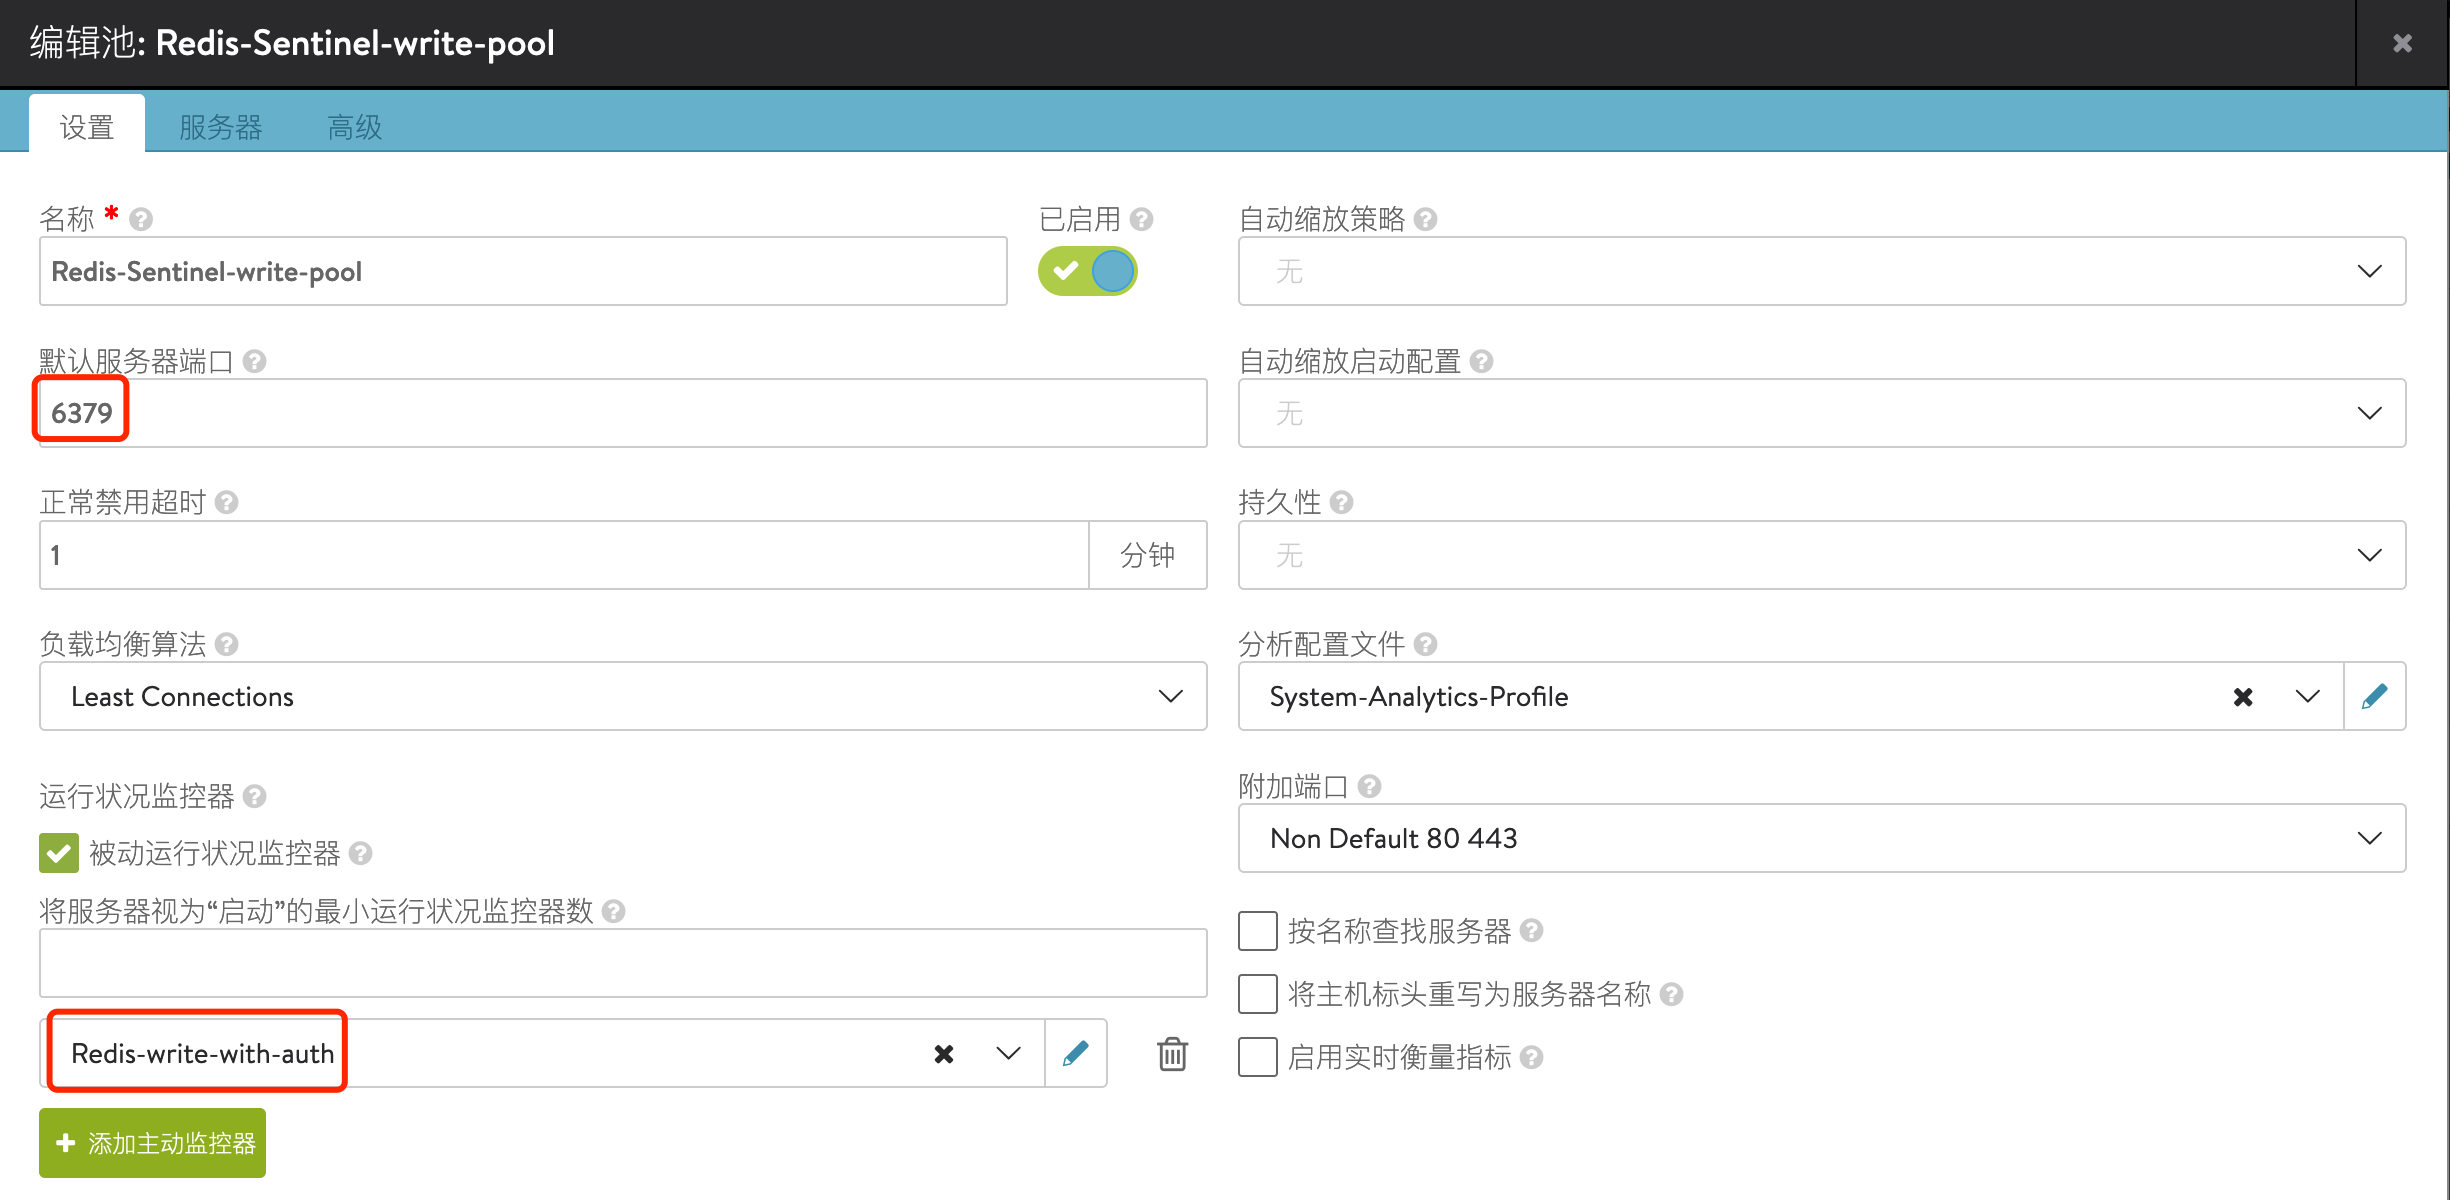 编辑池: Redis-Sentinel-write-pool
设置 服务器 高级
名称 *
Redis-Sentinel-write-pool
已启用
默认服务器端口
6379
正常禁用超时
1 分钟
负载均衡算法
Least Connections
运行状况监控器
被动运行状况监控器
将服务器视为“启动”的最小运行状况监控器数
Redis-write-with-auth
添加主动监控器
自动缩放策略
无
自动缩放启动配置
无
持久性
无
分析配置文件
System-Analytics-Profile
附加端口
Non Default 80 443
按名称查找服务器
将主机标头重写为服务器名称
启用实时衡量指标